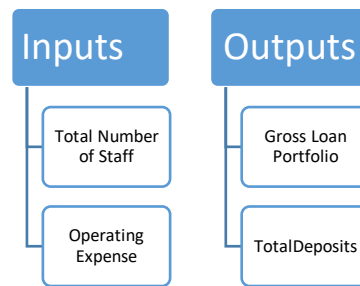 Inputs
Total Number
of Staff
Operating
Expense
Outputs
Gross Loan
Portfolio
TotalDeposits